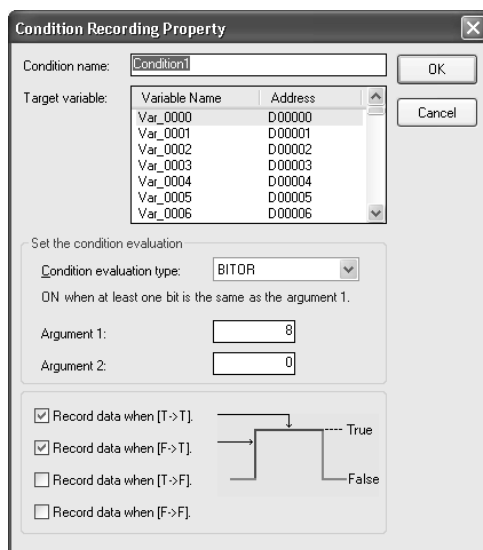 Condition Recording Property
Condition name: Condition1 OK
Target variable: Variable Name Address Cancel
Var_0000 D00000
Var_0001 D00001
Var_0002 D00002
Var_0003 D00003
Var_0004 D00004
Var_0005 D00005
Var_0006 D00006
Set the condition evaluation
Condition evaluation type: BITOR
ON when at least one bit is the same as the argument 1.
Argument 1: 8
Argument 2: 0
Record data when [T->T].
True
Record data when [F->T].
Record data when [T->F].
False
Record data when [F->F].